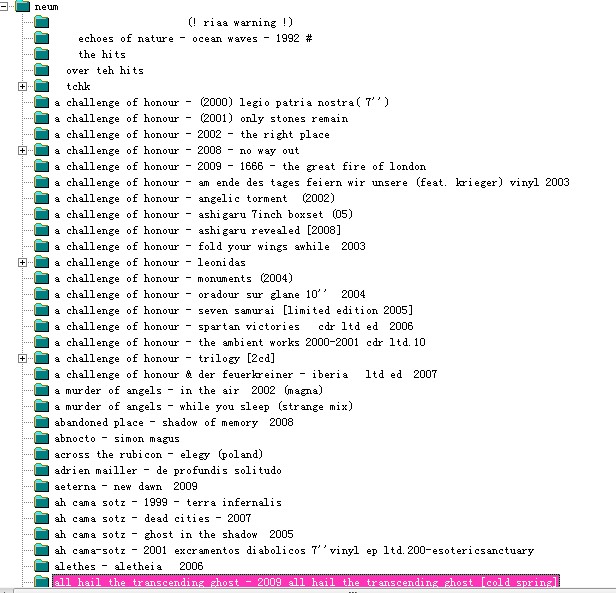 neum
(! riaa warning !)
echoes of nature - ocean waves - 1992 #
the hits
over teh hits
tchk
a challenge of honour - (2000) legio patria nostra( 7'')
a challenge of honour - (2001) only stones remain
a challenge of honour - 2002 - the right place
a challenge of honour - 2008 - no way out
a challenge of honour - 2009 - 1666 - the great fire of london
a challenge of honour - am ende des tages feiern wir unsere (feat. krieger) vinyl 2003
a challenge of honour - angelic torment  (2002)
a challenge of honour - ashigaru 7inch boxset (05)
a challenge of honour - ashigaru revealed [2008]
a challenge of honour - fold your wings awhile  2003
a challenge of honour - leonidas
a challenge of honour - monuments (2004)
a challenge of honour - oradour sur glane 10''  2004
a challenge of honour - seven samurai [limited edition 2005]
a challenge of honour - spartan victories   cdr ltd ed  2006
a challenge of honour - the ambient works 2000-2001 cdr ltd.10
a challenge of honour - trilogy [2cd]
a challenge of honour & der feuerkreiner - iberia   ltd ed  2007
a murder of angels - in the air  2002 (magna)
a murder of angels - while you sleep (strange mix)
abandoned place - shadow of memory  2008
abnocto - simon magus
across the rubicon - elegy (poland)
adrien mailler - de profundis solitudo
aeterna - new dawn  2009
ah cama sotz - 1999 - terra infernalis
ah cama sotz - dead cities - 2007
ah cama sotz - ghost in the shadow  2005
ah cama-sotz - 2001 excramentos diabolicos 7''vinyl ep ltd.200-esotericsanctuary
alethes - aletheia   2006
all hail the transcending ghost - 2009 all hail the transcending ghost [cold spring]